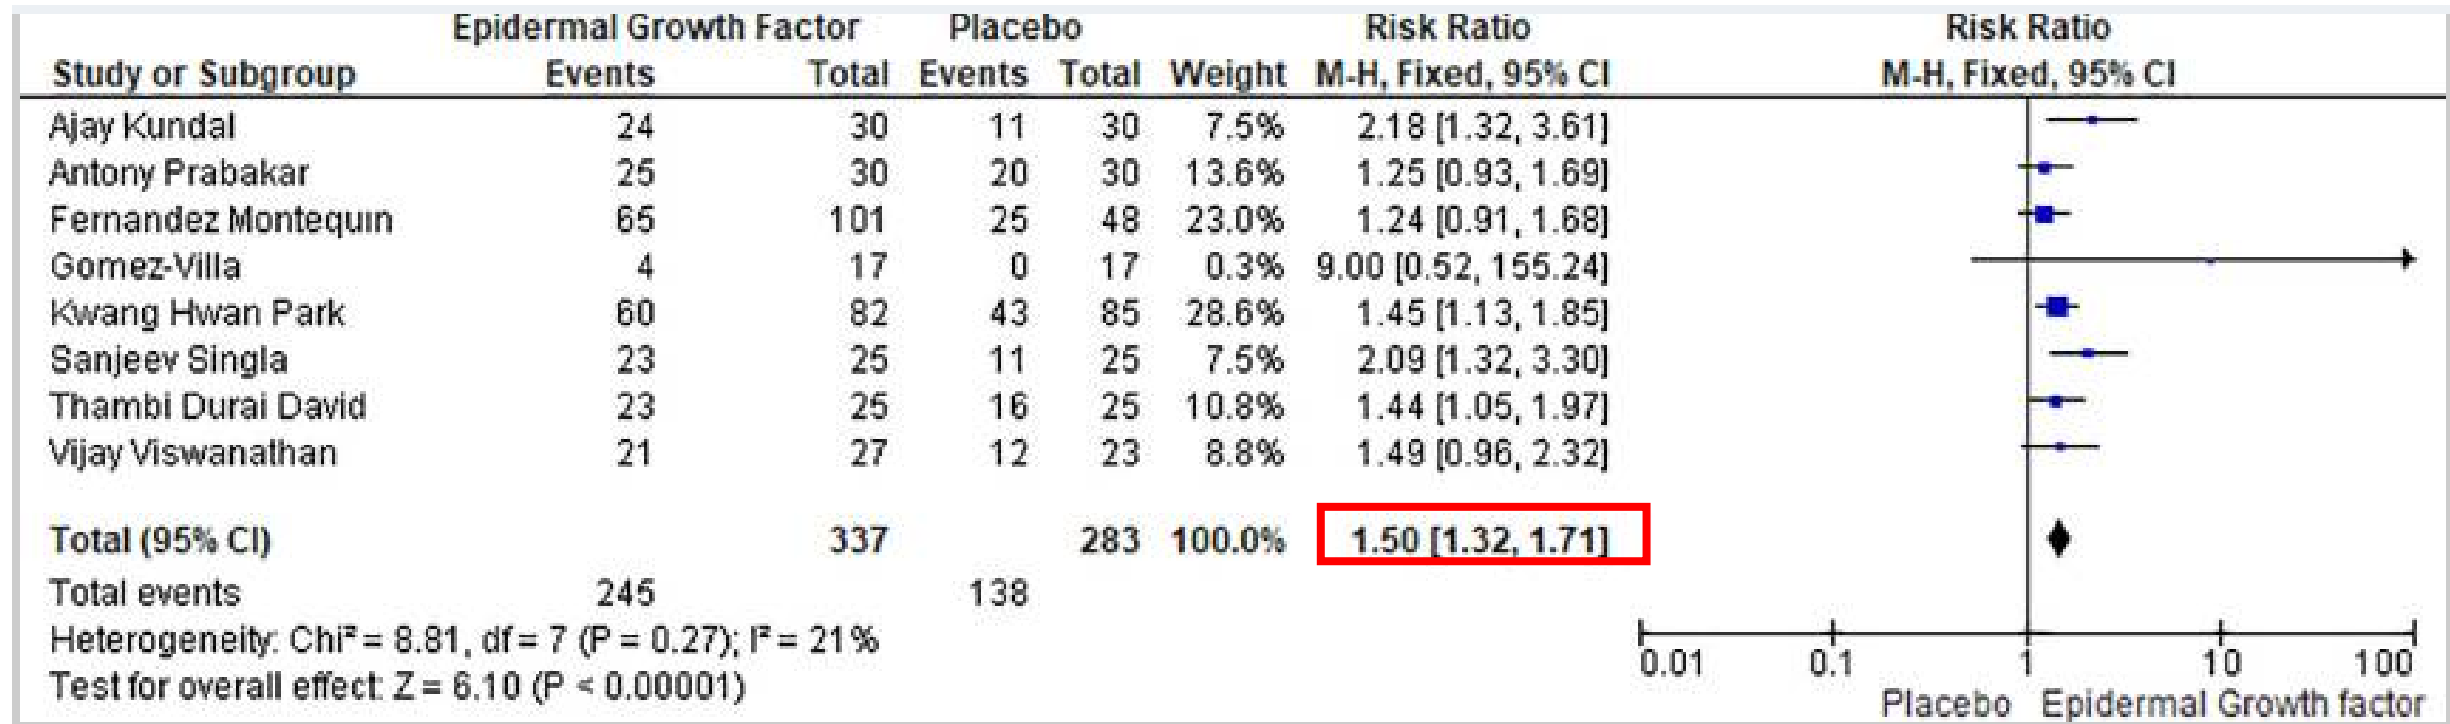 Epidermal Growth Factor Placebo Risk Ratio Risk Ratio
Study or Subgroup Events Total Events Total Weight M-H, Fixed, 95% CI M-H, Fixed, 95% CI
Ajay Kundal 24 30 11 30 7.5% 2.18 [1.32, 3.61]
Antony Prabakar 25 30 20 30 13.6% 1.25 [0.93, 1.69]
Fernandez Montequin 65 101 25 48 23.0% 1.24 [0.91, 1.68]
Gomez-Villa 4 17 0 17 0.3% 9.00 [0.52, 155.24]
Kwang Hwan Park 60 82 43 85 28.6% 1.45 [1.13, 1.85]
Sanjeev Singla 23 25 11 25 7.5% 2.09 [1.32, 3.30]
Thambi Durai David 23 25 16 25 10.8% 1.44 [1.05, 1.97]
Vijay Viswanathan 21 27 12 23 8.8% 1.49 [0.96, 2.32]
Total (95% CI) 337 283 100.0% 1.50 [1.32, 1.71]
Total events 245 138
Heterogeneity: Chi² = 8.81, df = 7 (P = 0.27); I² = 21%
Test for overall effect: Z = 6.10 (P < 0.00001)
0.01 0.1 1 10 100
Placebo Epidermal Growth factor